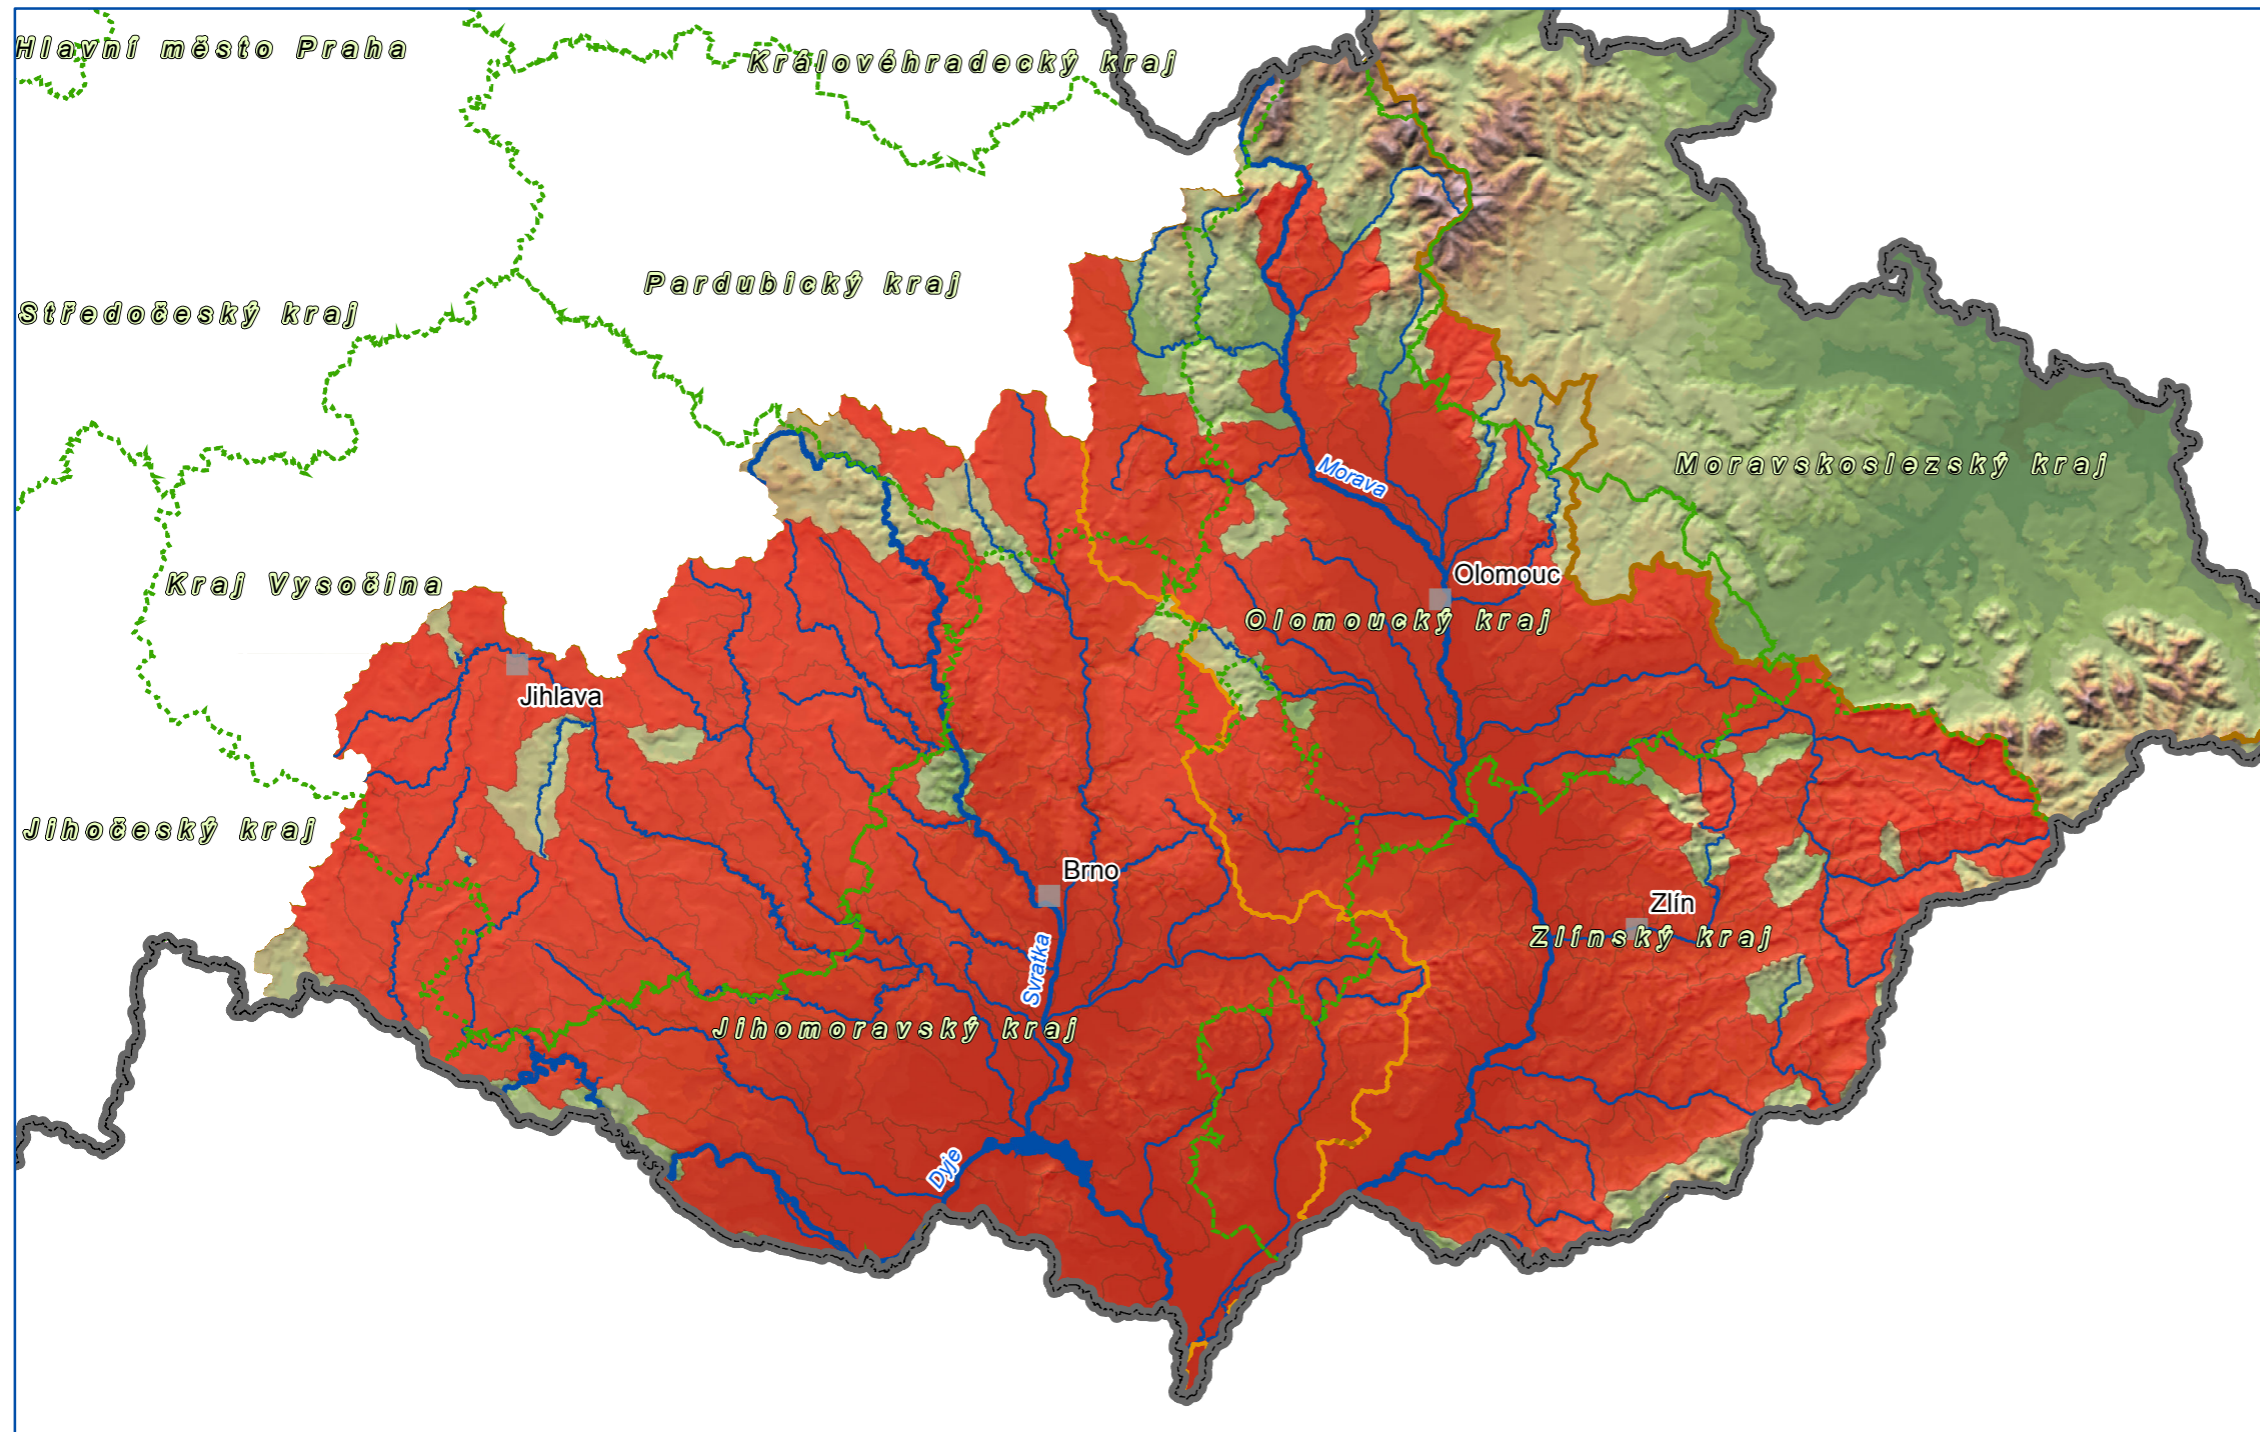 Hlavní město Praha
Královéhradecký kraj
Pardubický kraj
Středočeský kraj
Moravskoslezský kraj
Morava
Kraj Vysočina
Olomouc
Olomoucký kraj
Jihlava
Jihočeský kraj
Brno
Zlín
Zlínský kraj
Svratka
Jihomoravský kraj
Dyje